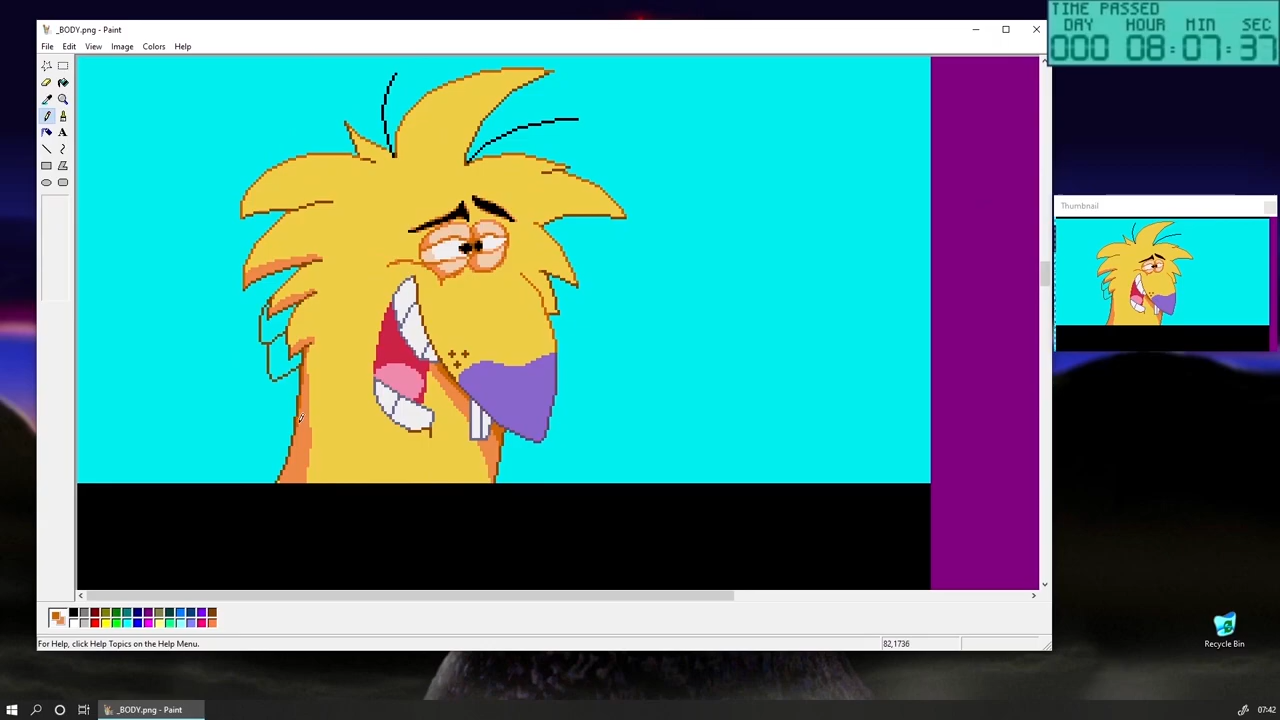 _BODY.png - Paint
File Edit View Image Colors Help
TIME PASSED
DAY HOUR MIN SEC
000 08:07:37
Thumbnail
A
For Help, click Help Topics on the Help Menu.
82,1736
Recycle Bin
_BODY.png - Paint
07:42